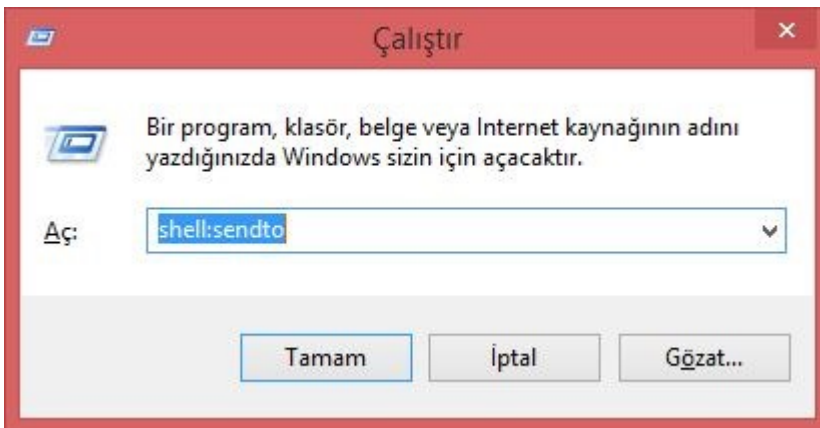 Çalıştır
Bir program, klasör, belge veya Internet kaynağının adını
yazdığınızda Windows sizin için açacaktır.
Aç: shell:sendto
Tamam İptal Gözat...